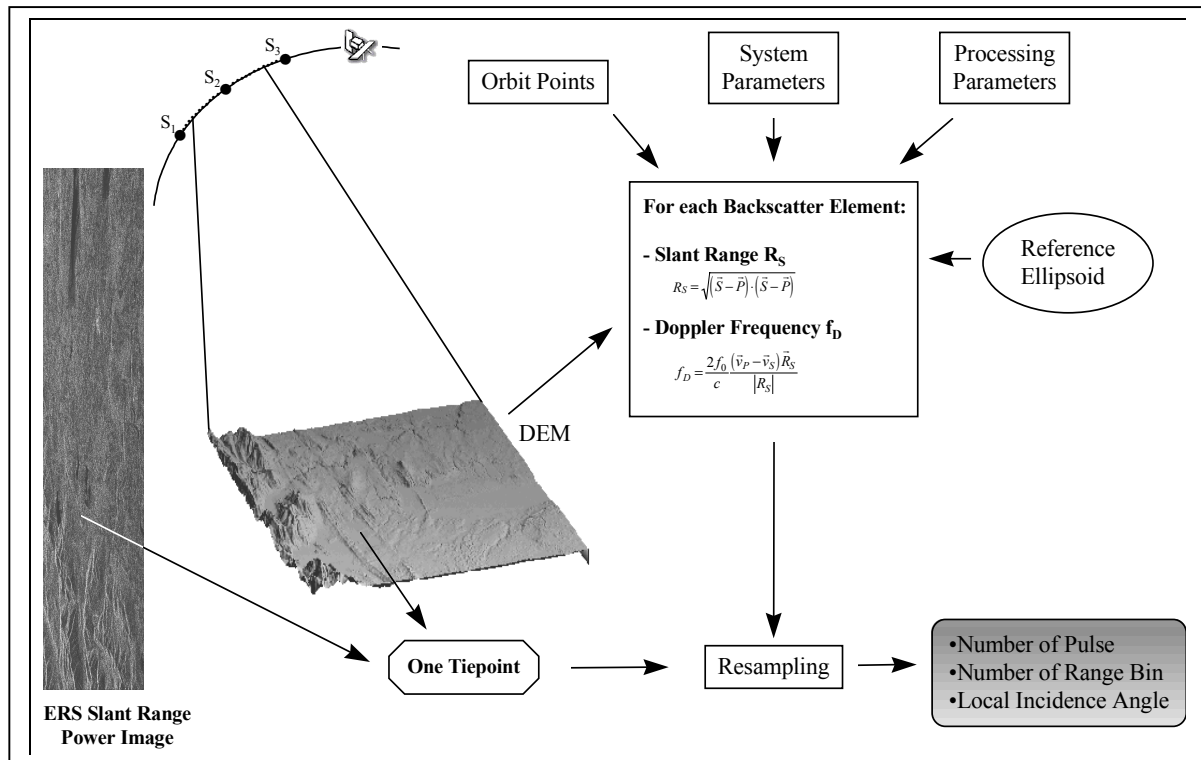 S1
S2
S3
Orbit Points
System
Parameters
Processing
Parameters
For each Backscatter Element:
- Slant Range RS
RS = √((S⃗ − P⃗) · (S⃗ − P⃗))
- Doppler Frequency fD
fD = 2f0/c (v⃗P − v⃗S) R⃗S / |RS|
Reference
Ellipsoid
DEM
One Tiepoint
Resampling
•Number of Pulse
•Number of Range Bin
•Local Incidence Angle
ERS Slant Range
Power Image